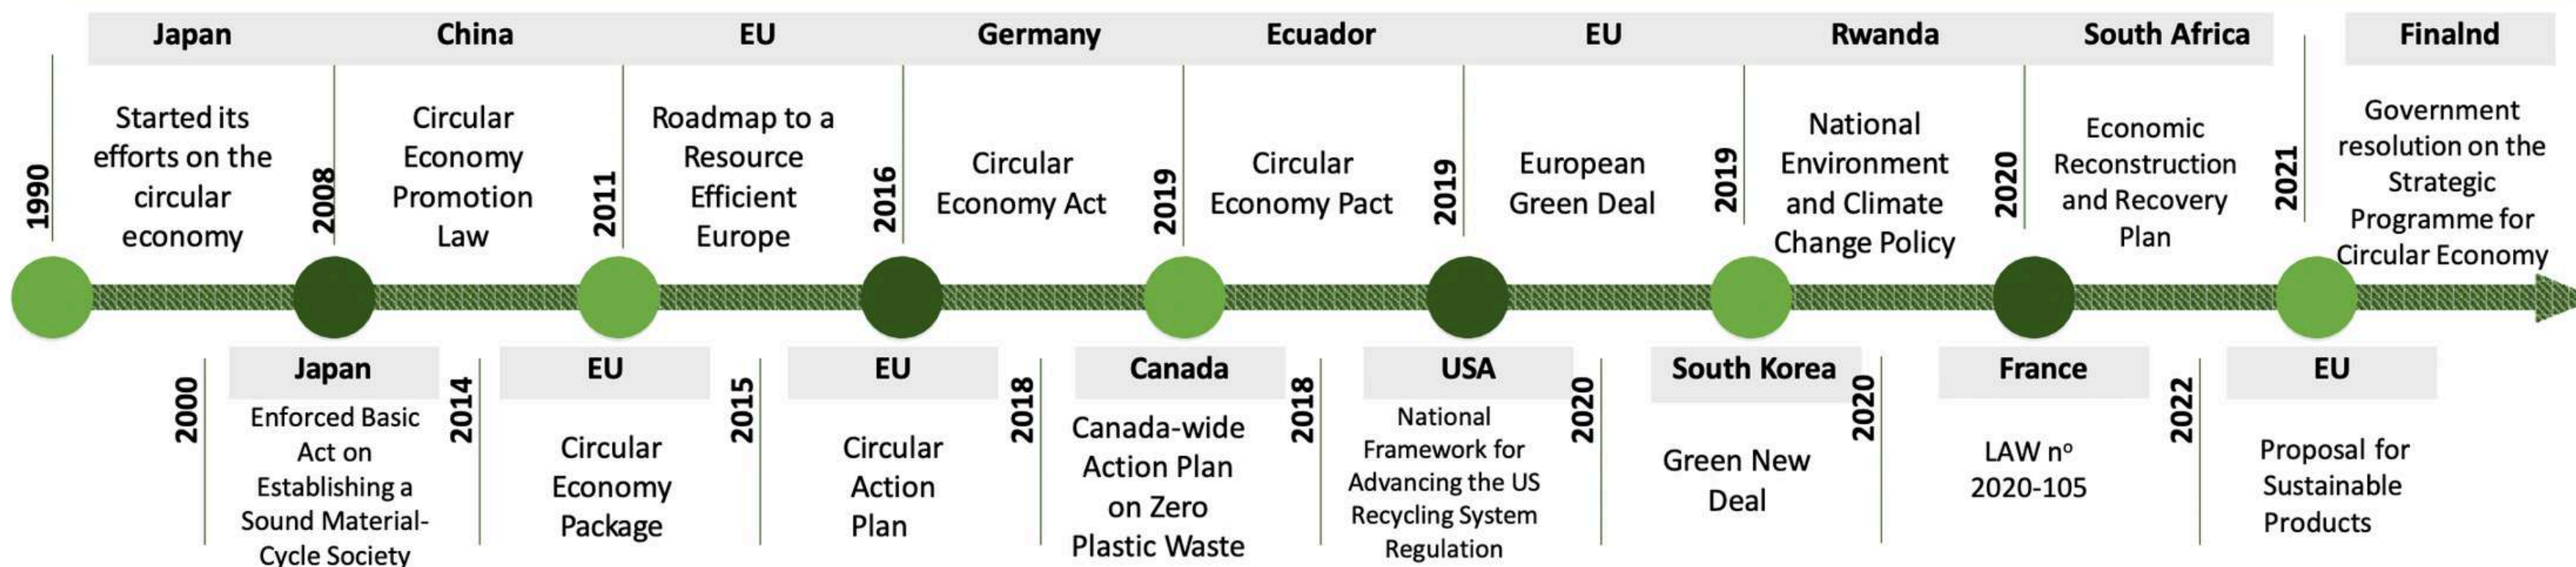 Japan
China
EU
Germany
Ecuador
EU
Rwanda
South Africa
Finalnd
1990
Started its
efforts on the
circular
economy
2008
Circular
Economy
Promotion
Law
2011
Roadmap to a
Resource
Efficient
Europe
2016
Circular
Economy Act
2019
Circular
Economy Pact
2019
European
Green Deal
2019
National
Environment
and Climate
Change Policy
2020
Economic
Reconstruction
and Recovery
Plan
2021
Government
resolution on the
Strategic
Programme for
Circular Economy
2000
Japan
Enforced Basic
Act on
Establishing a
Sound Material-
Cycle Society
2014
EU
Circular
Economy
Package
2015
EU
Circular
Action
Plan
2018
Canada
Canada-wide
Action Plan
on Zero
Plastic Waste
2018
USA
National
Framework for
Advancing the US
Recycling System
Regulation
2020
South Korea
Green New
Deal
2020
France
LAW nº
2020-105
2022
EU
Proposal for
Sustainable
Products